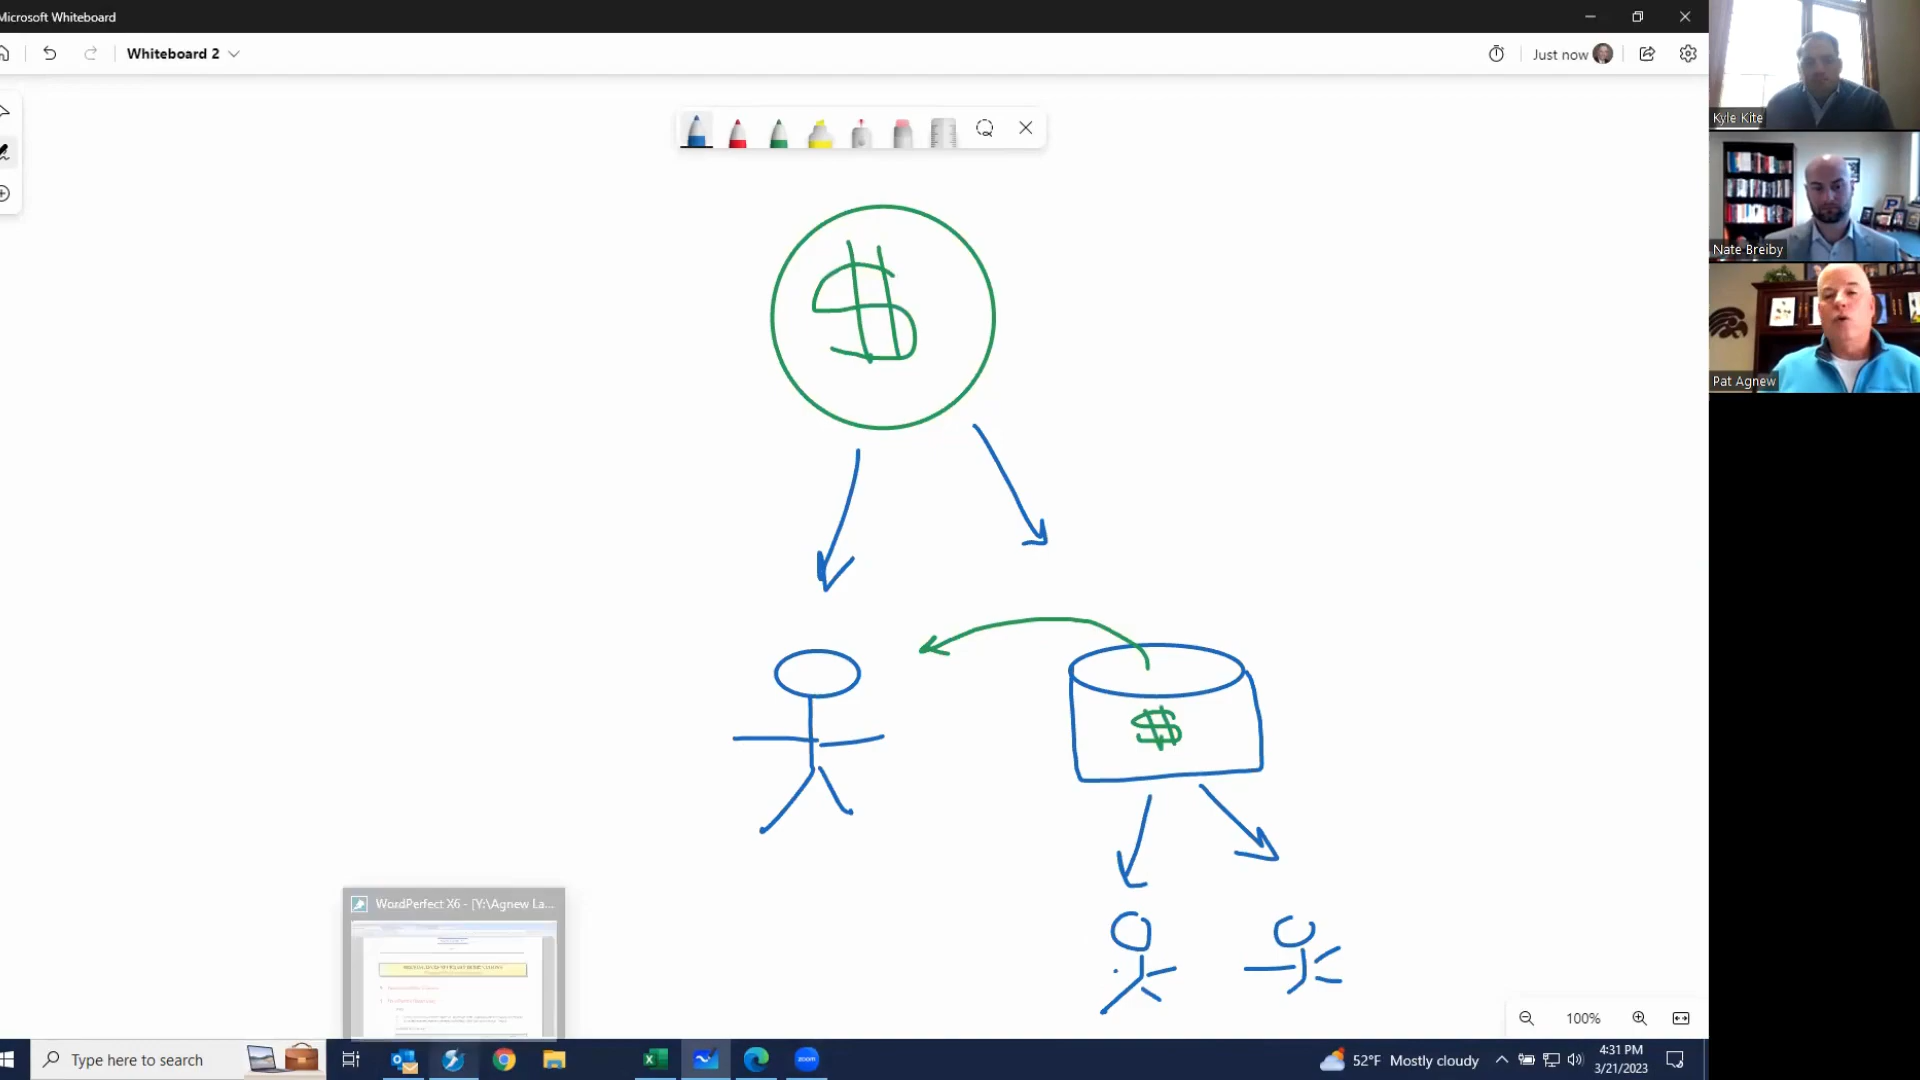 Microsoft Whiteboard
Whiteboard 2
Just now
Kyle Kite
Nate Breiby
Pat Agnew
$
$
WordPerfect X6 - [Y:\Agnew La...
100%
Type here to search
zoom
52°F Mostly cloudy
4:31 PM
3/21/2023